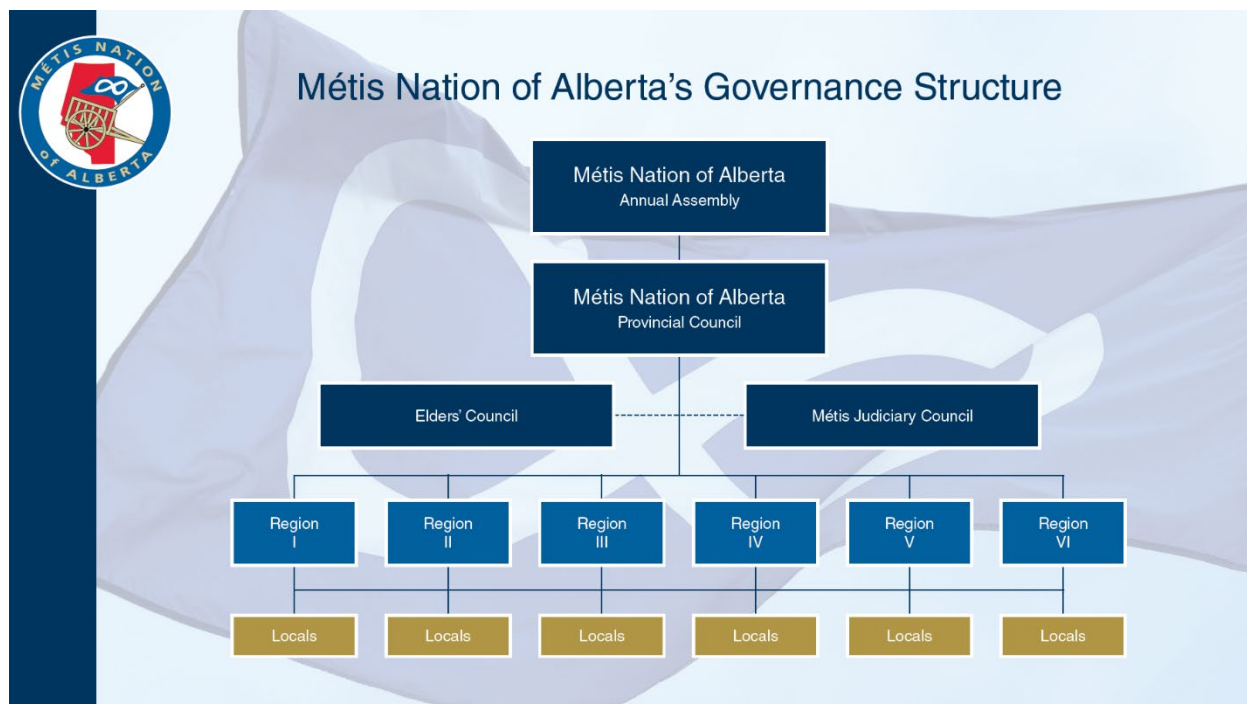 MÉTIS NATION
of ALBERTA
Métis Nation of Alberta’s Governance Structure
Métis Nation of Alberta
Annual Assembly
Métis Nation of Alberta
Provincial Council
Elders’ Council
Métis Judiciary Council
Region
I
Region
II
Region
III
Region
IV
Region
V
Region
VI
Locals
Locals
Locals
Locals
Locals
Locals